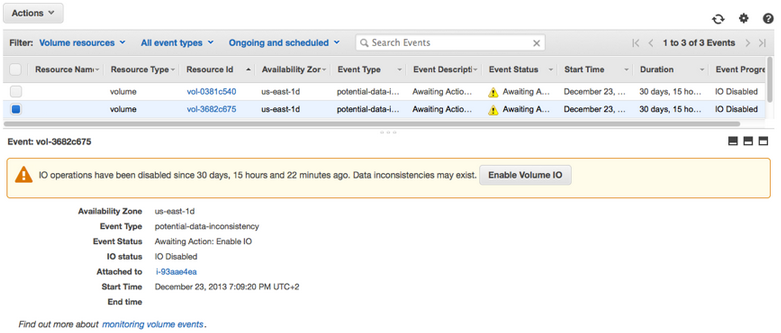 Actions
Filter: Volume resources All event types Ongoing and scheduled Search Events 1 to 3 of 3 Events
Resource Name Resource Type Resource Id Availability Zon Event Type Event Descripti Event Status Start Time Duration Event Progre
volume vol-0381c540 us-east-1d potential-data-i... Awaiting Actio... Awaiting A... December 23, ... 30 days, 15 ho... IO Disabled
volume vol-3682c675 us-east-1d potential-data-i... Awaiting Actio... Awaiting A... December 23, ... 30 days, 15 ho... IO Disabled
Event: vol-3682c675
IO operations have been disabled since 30 days, 15 hours and 22 minutes ago. Data inconsistencies may exist. Enable Volume IO
Availability Zone us-east-1d
Event Type potential-data-inconsistency
Event Status Awaiting Action: Enable IO
IO status IO Disabled
Attached to i-93aae4ea
Start Time December 23, 2013 7:09:20 PM UTC+2
End time
Find out more about monitoring volume events.